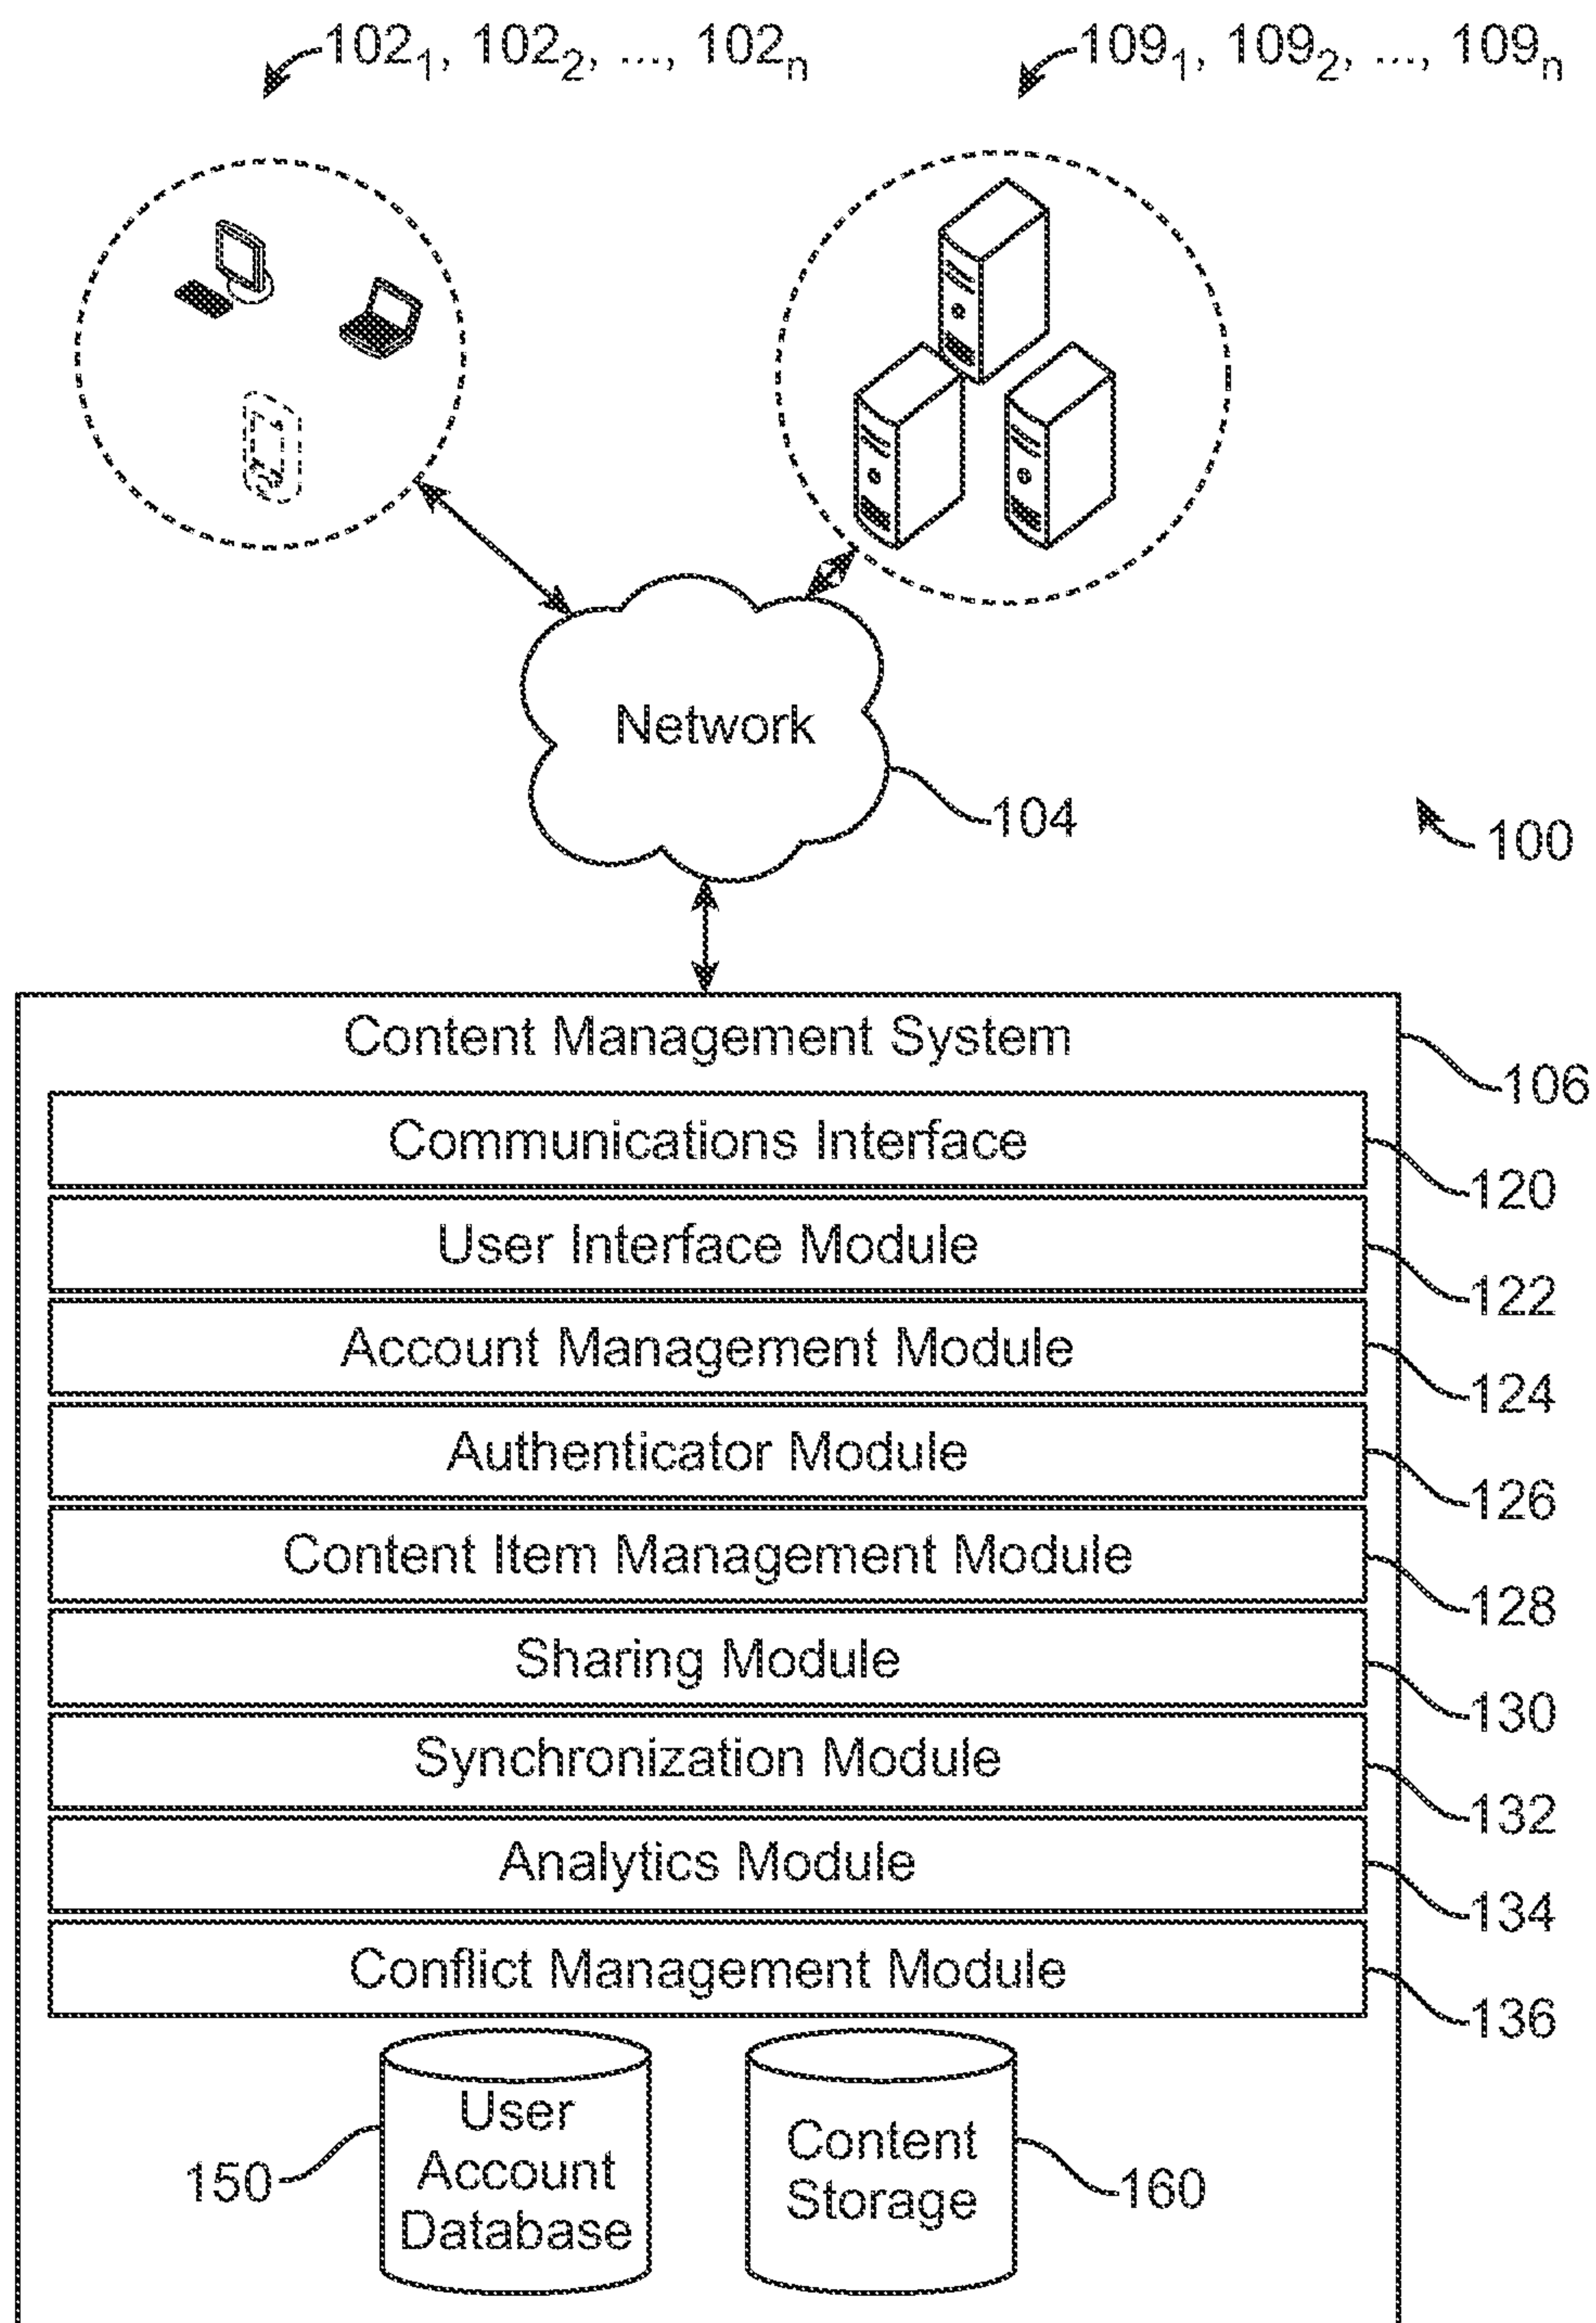 102₁, 102₂, ..., 102ₙ
109₁, 109₂, ..., 109ₙ
Network
104
100
Content Management System
106
Communications Interface
120
User Interface Module
122
Account Management Module
124
Authenticator Module
126
Content Item Management Module
128
Sharing Module
130
Synchronization Module
132
Analytics Module
134
Conflict Management Module
136
150
User
Account
Database
Content
Storage
160